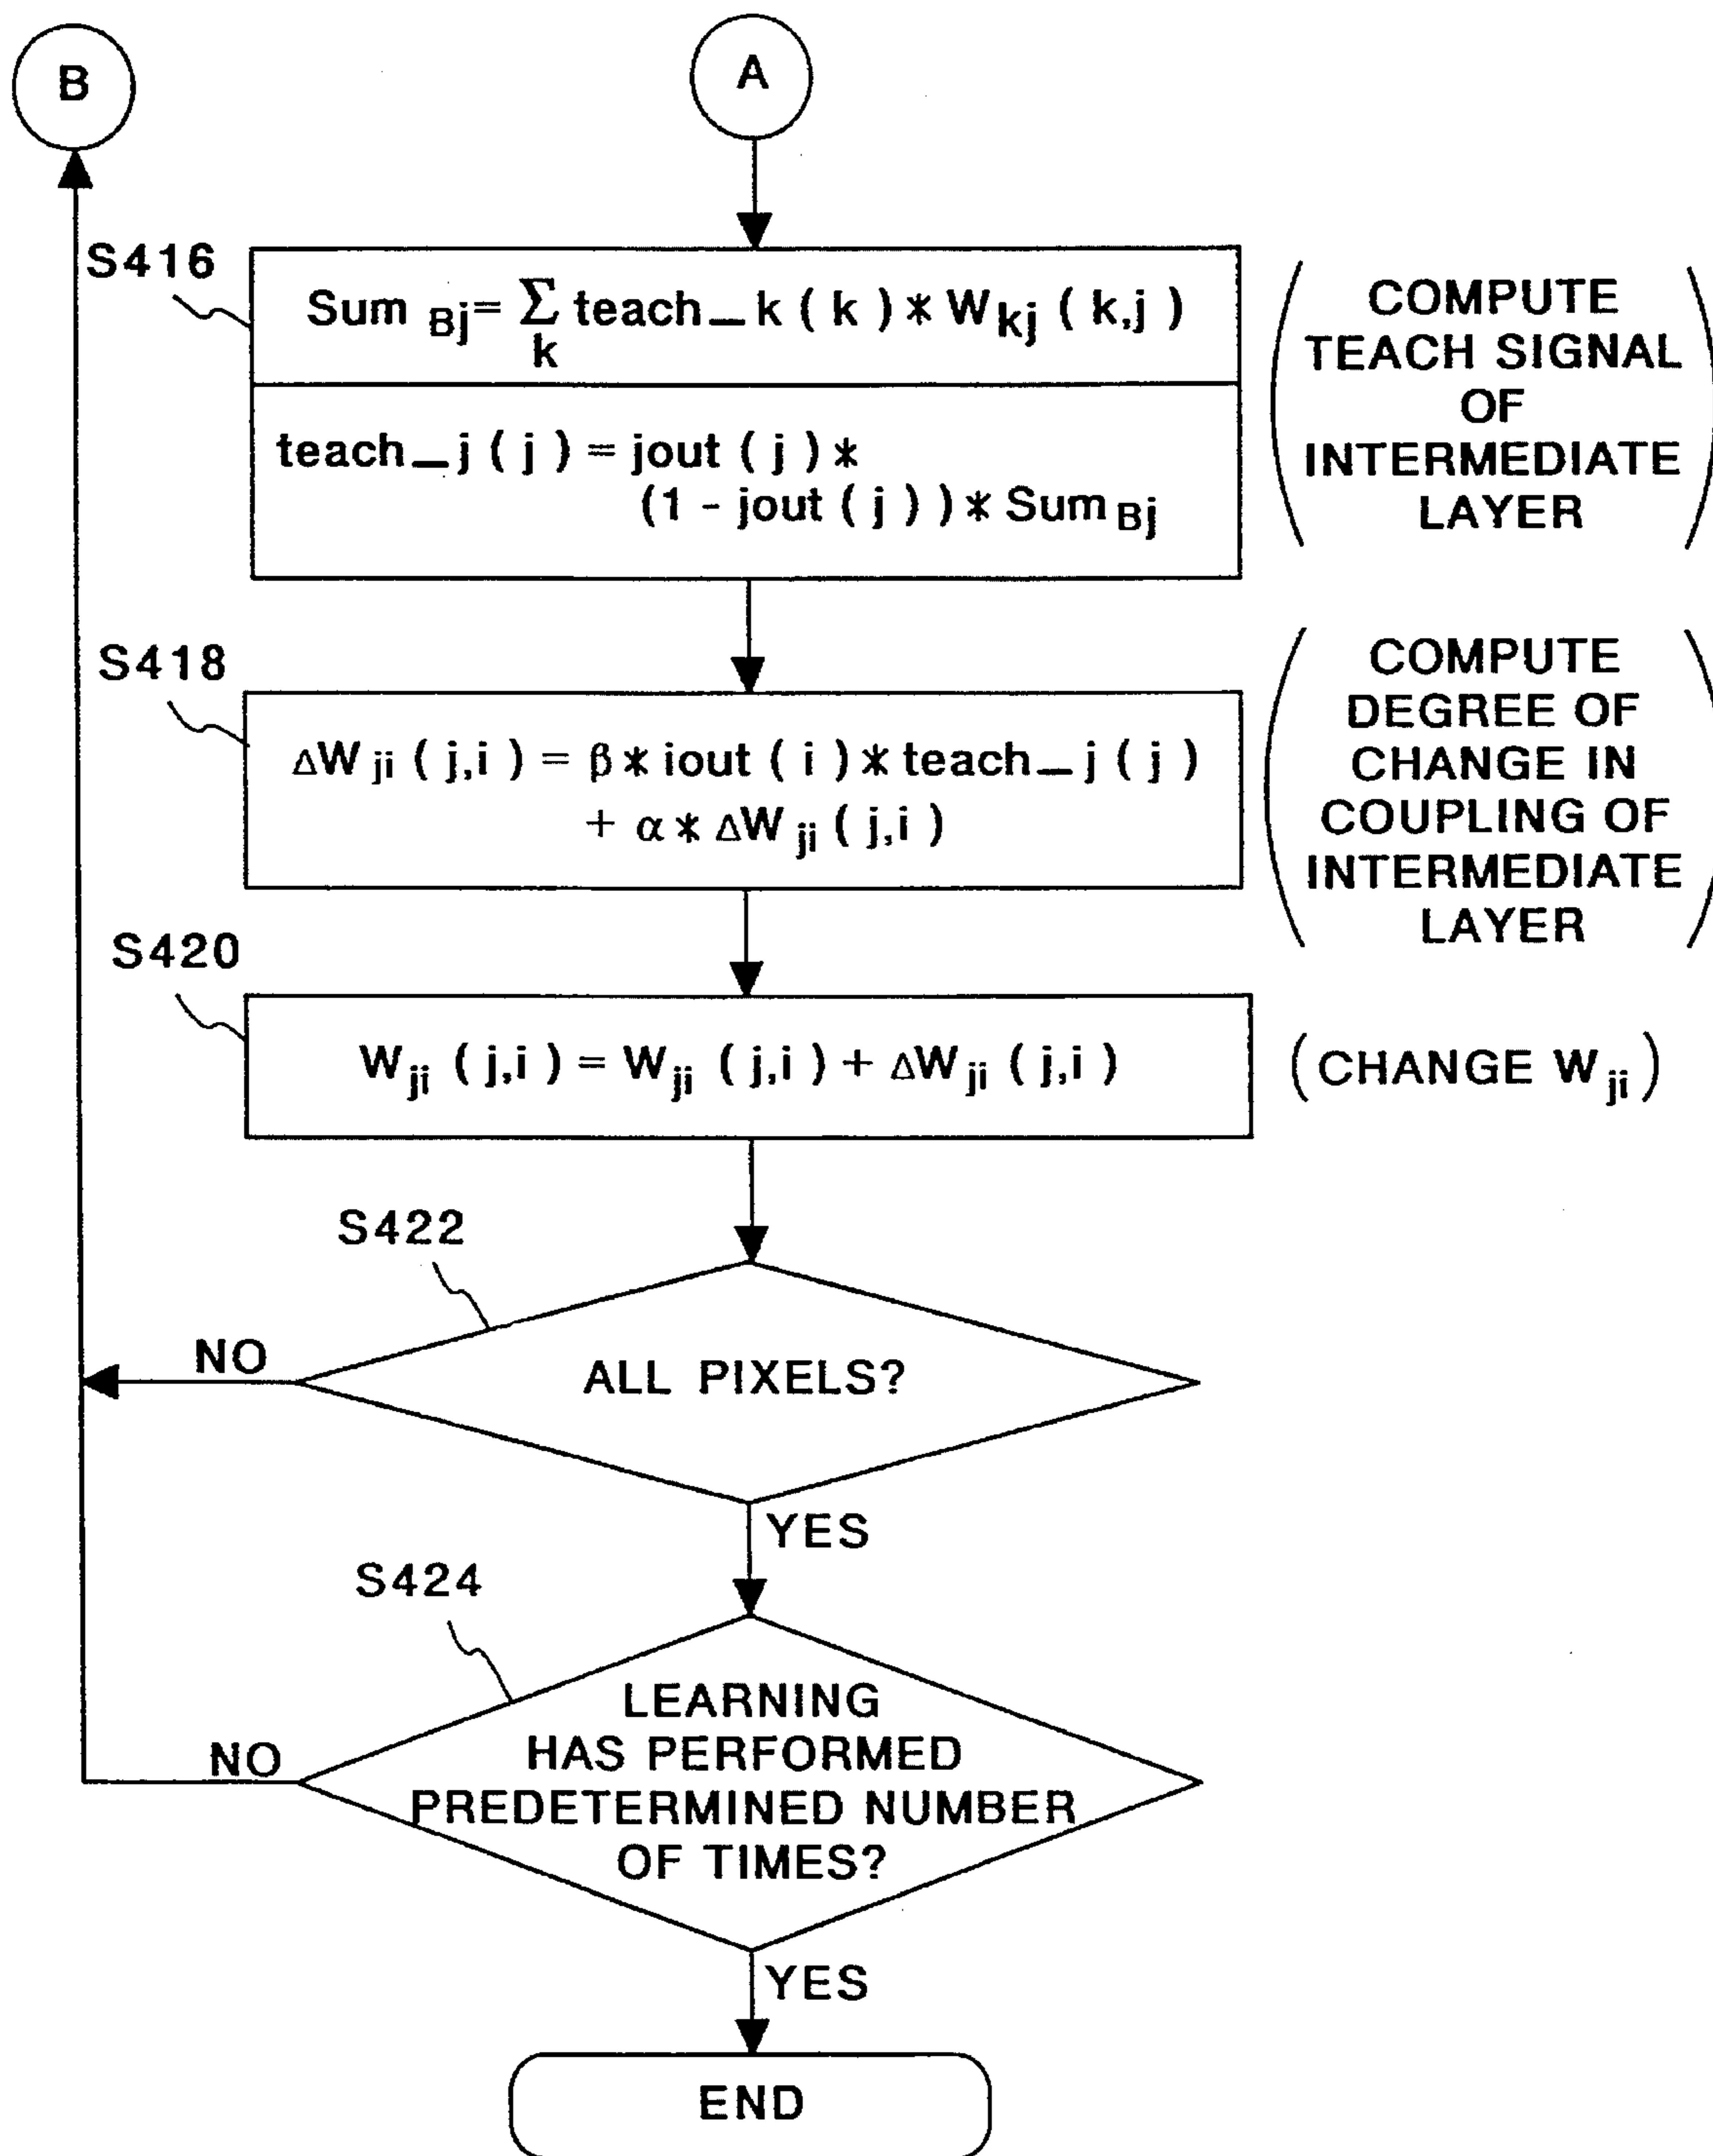 B
A
S416
Sum Bj = Σ teach_k ( k ) * Wkj ( k,j )
k
teach_j ( j ) = jout ( j ) *
(1 - jout ( j ) ) * Sum Bj
COMPUTE
TEACH SIGNAL
OF
INTERMEDIATE
LAYER
S418
ΔW ji ( j,i ) = β * iout ( i ) * teach_j ( j )
+ α * ΔW ji ( j,i )
COMPUTE
DEGREE OF
CHANGE IN
COUPLING OF
INTERMEDIATE
LAYER
S420
W ji ( j,i ) = W ji ( j,i ) + ΔW ji ( j,i )
(CHANGE W ji )
S422
NO
ALL PIXELS?
YES
S424
NO
LEARNING
HAS PERFORMED
PREDETERMINED NUMBER
OF TIMES?
YES
END